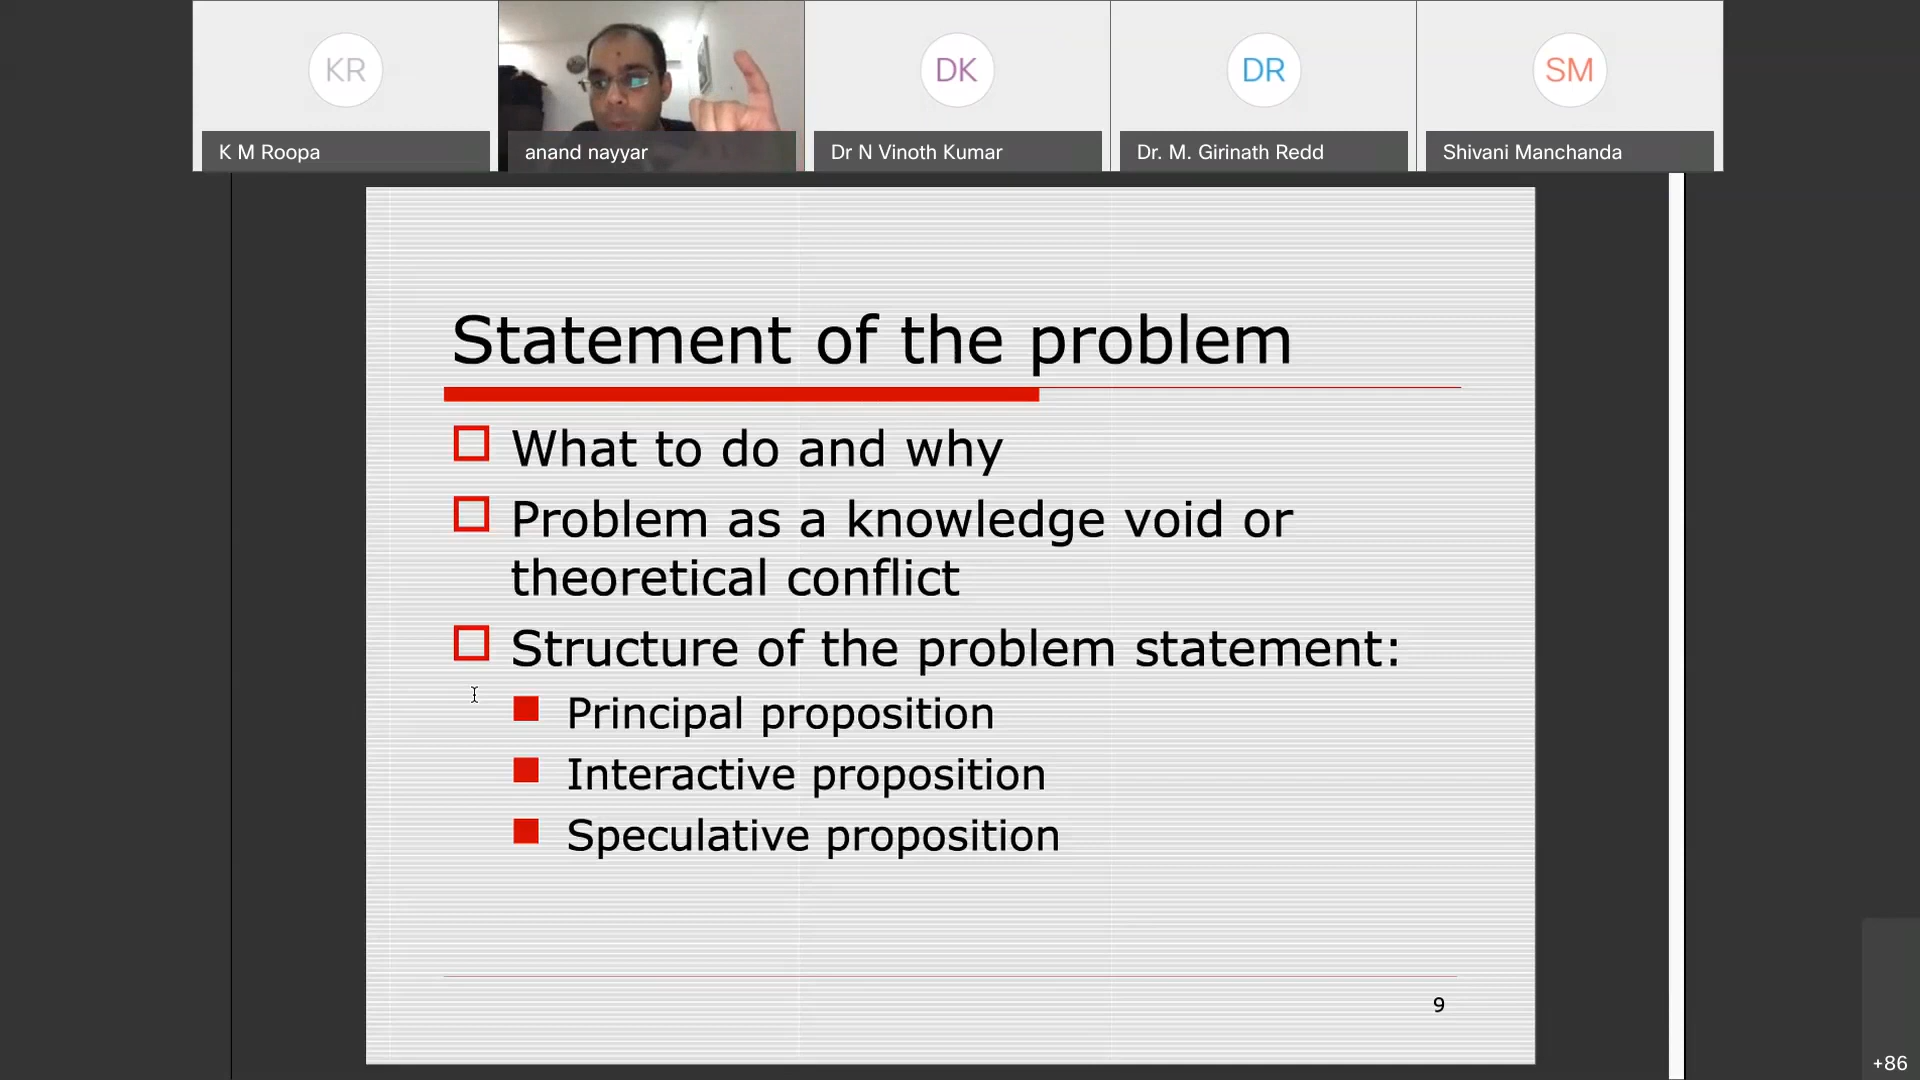 KR
DK
DR
SM
K M Roopa
anand nayyar
Dr N Vinoth Kumar
Dr. M. Girinath Redd
Shivani Manchanda
Statement of the problem
What to do and why
Problem as a knowledge void or
theoretical conflict
Structure of the problem statement:
Principal proposition
Interactive proposition
Speculative proposition
9
+86